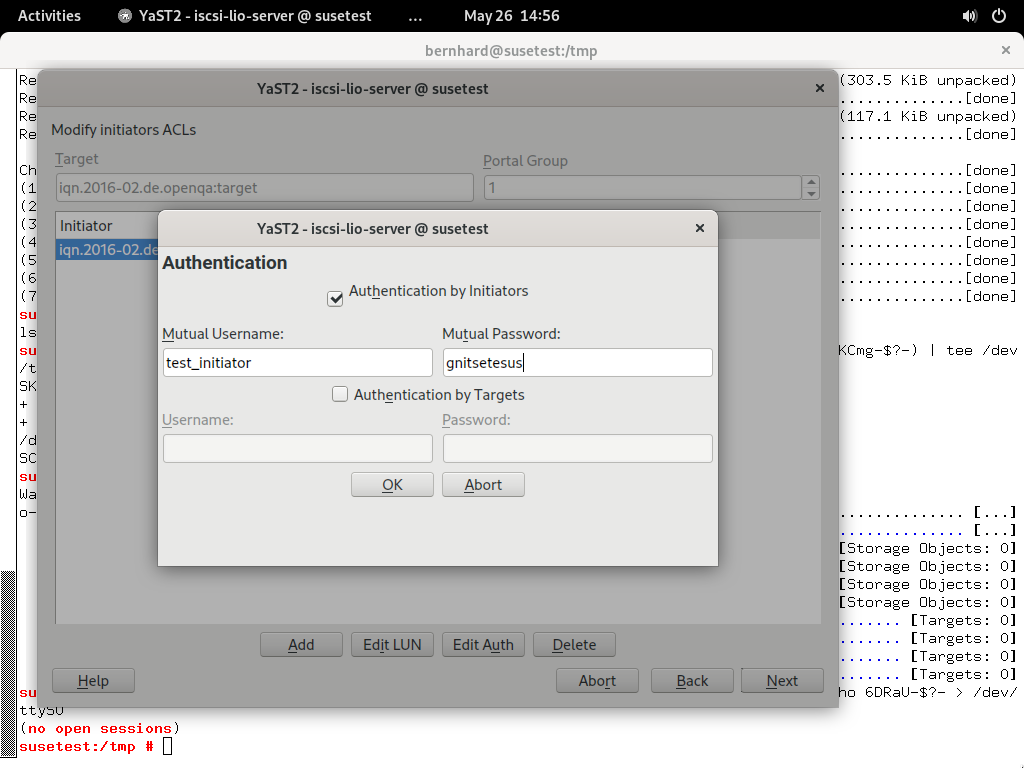 Activities YaST2 - iscsi-lio-server @ susetest ... May 26 14:56
bernhard@susetest:/tmp
Re (303.5 KiB unpacked)
Re ..............[done]
Re (117.1 KiB unpacked)
Re ..............[done]
Ch ..............[done]
(1 ..............[done]
(2 ..............[done]
(3 ..............[done]
(4 ..............[done]
(5 ..............[done]
(6 ..............[done]
(7 ..............[done]
su
ls
su KCmg-$?-) | tee /dev
/t
SK
+
+
/d
SC
su
Wa
o- .............. [...]
.............. [...]
[Storage Objects: 0]
[Storage Objects: 0]
[Storage Objects: 0]
[Storage Objects: 0]
....... [Targets: 0]
....... [Targets: 0]
....... [Targets: 0]
....... [Targets: 0]
su ho 6DRaU-$?- > /dev/
ttyS0
(no open sessions)
susetest:/tmp #
YaST2 - iscsi-lio-server @ susetest
Modify initiators ACLs
Target Portal Group
iqn.2016-02.de.openqa:target 1
Initiator
iqn.2016-02.de
YaST2 - iscsi-lio-server @ susetest
Authentication
Authentication by Initiators
Mutual Username: Mutual Password:
test_initiator gnitsetesus
Authentication by Targets
Username: Password:
OK Abort
Add Edit LUN Edit Auth Delete
Help Abort Back Next